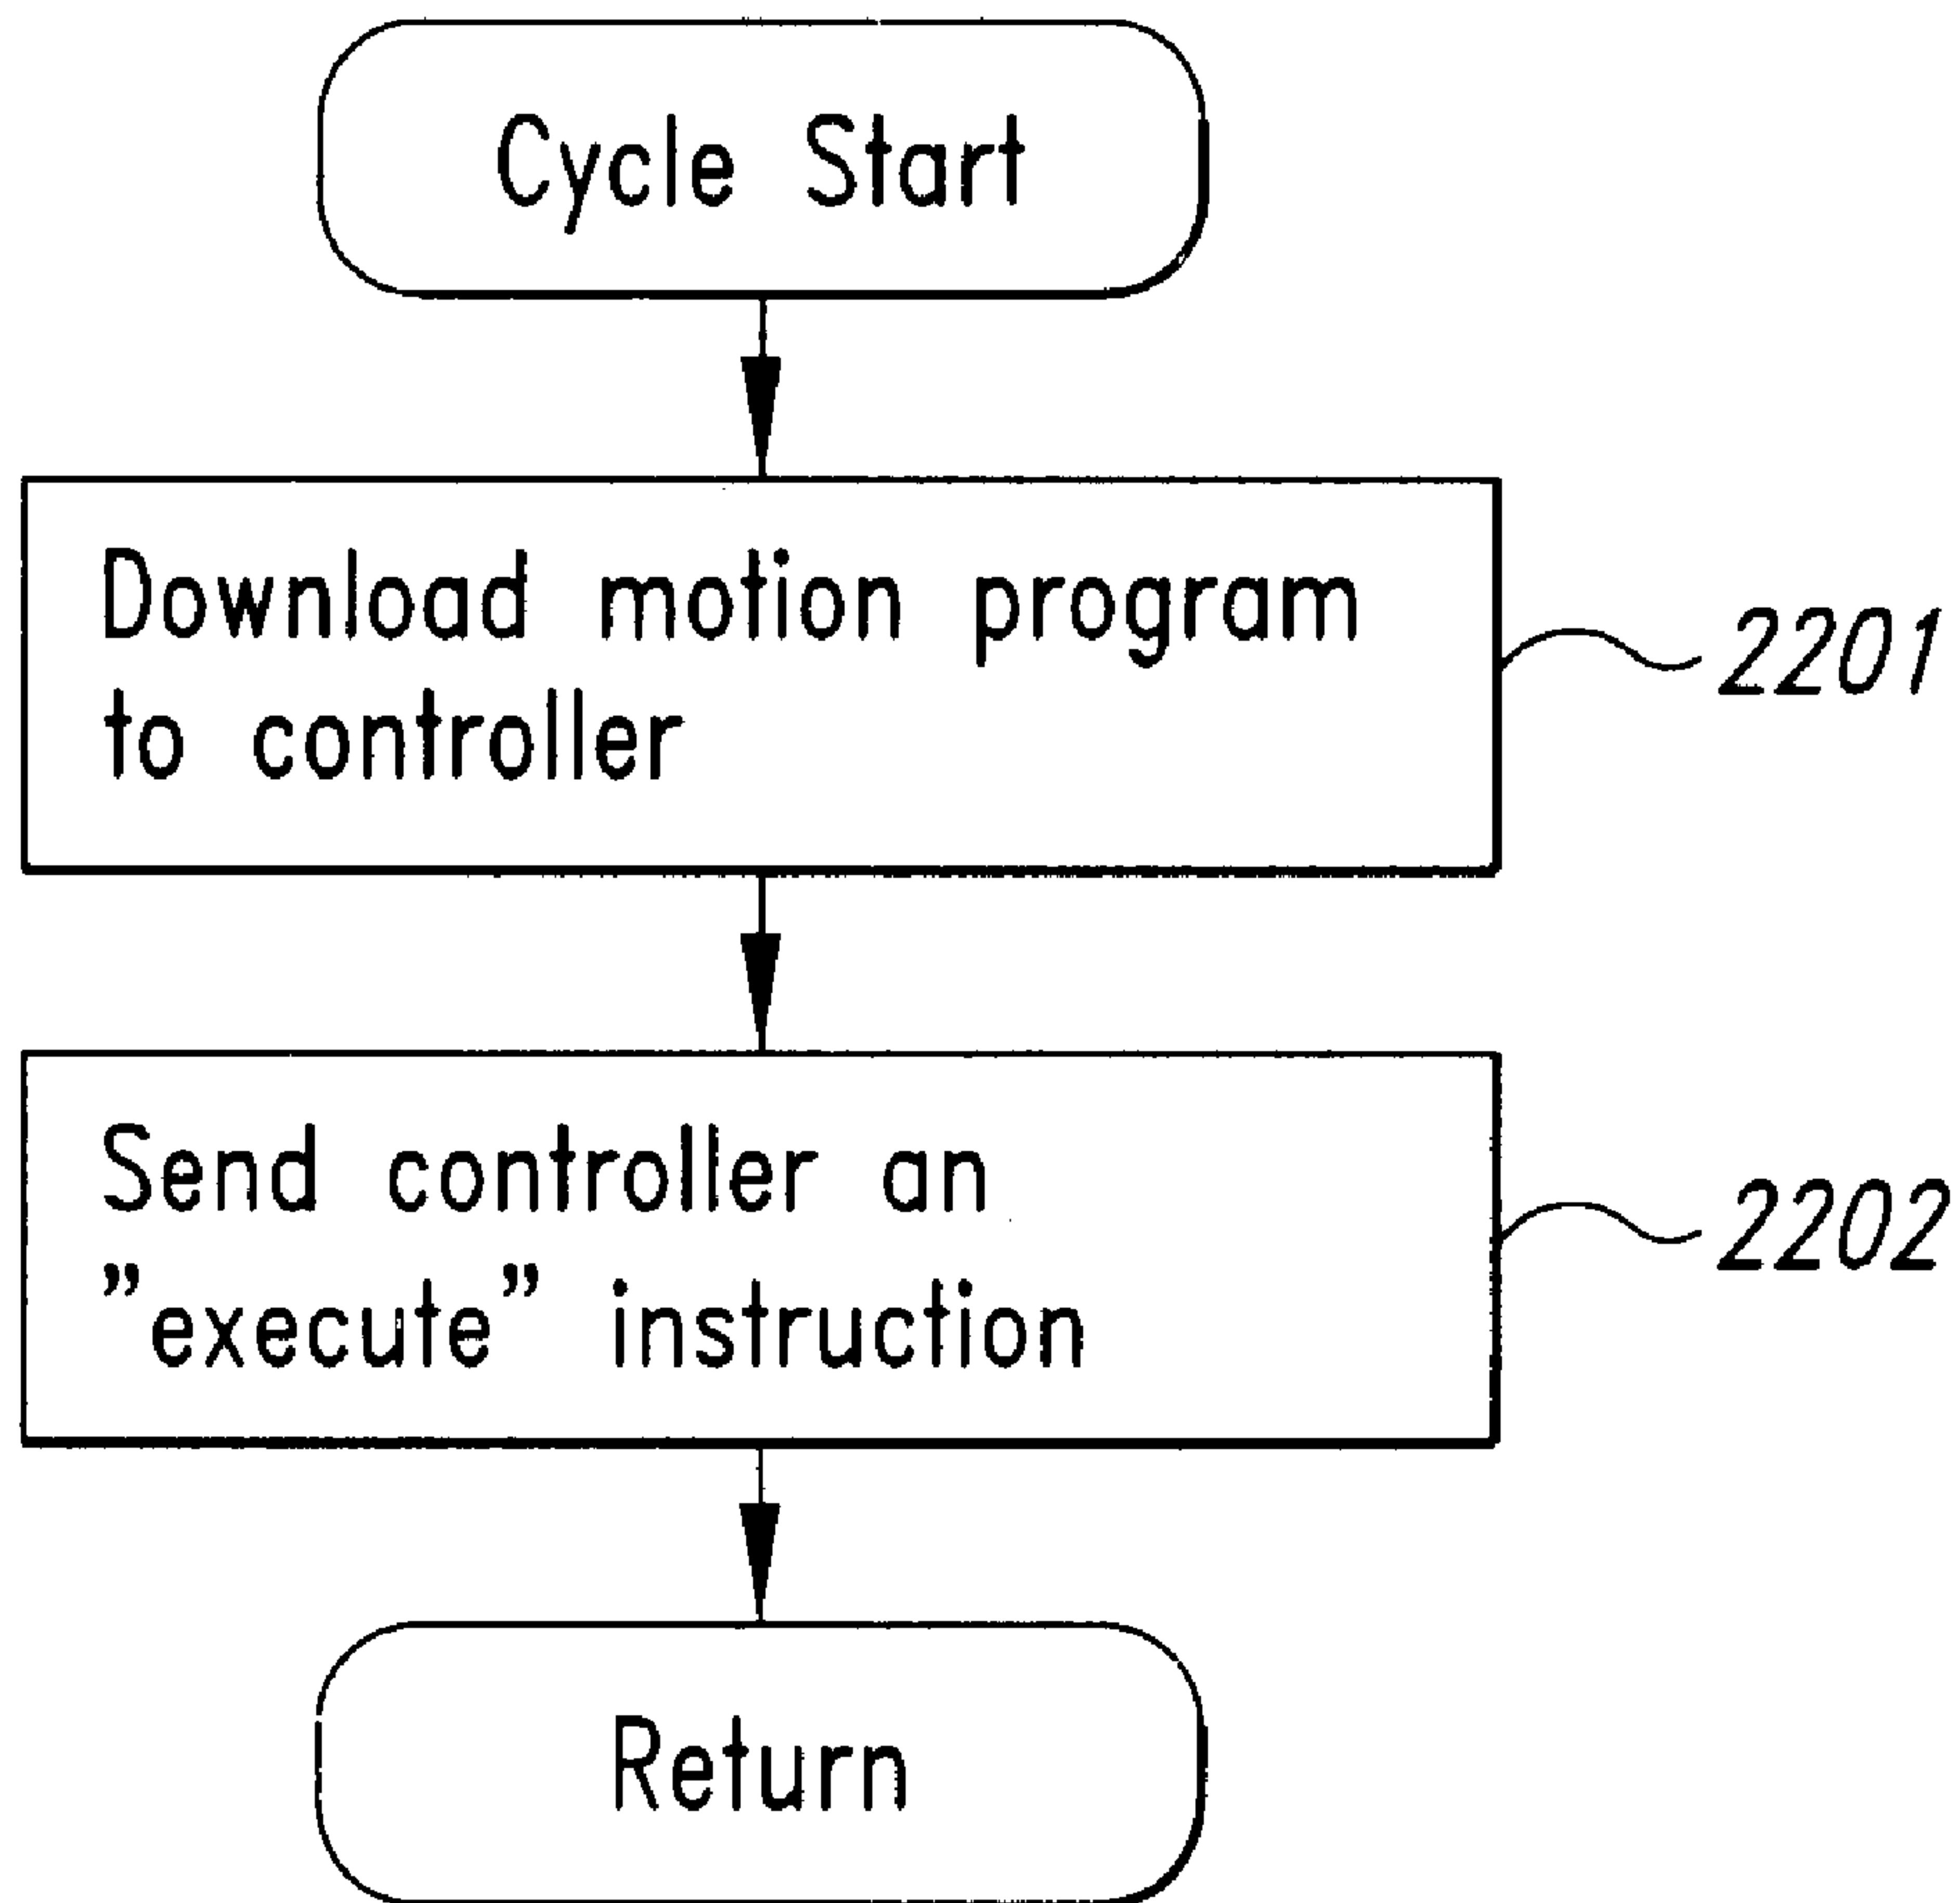 Cycle Start
Download motion program
to controller
2201
Send controller an
”execute” instruction
2202
Return